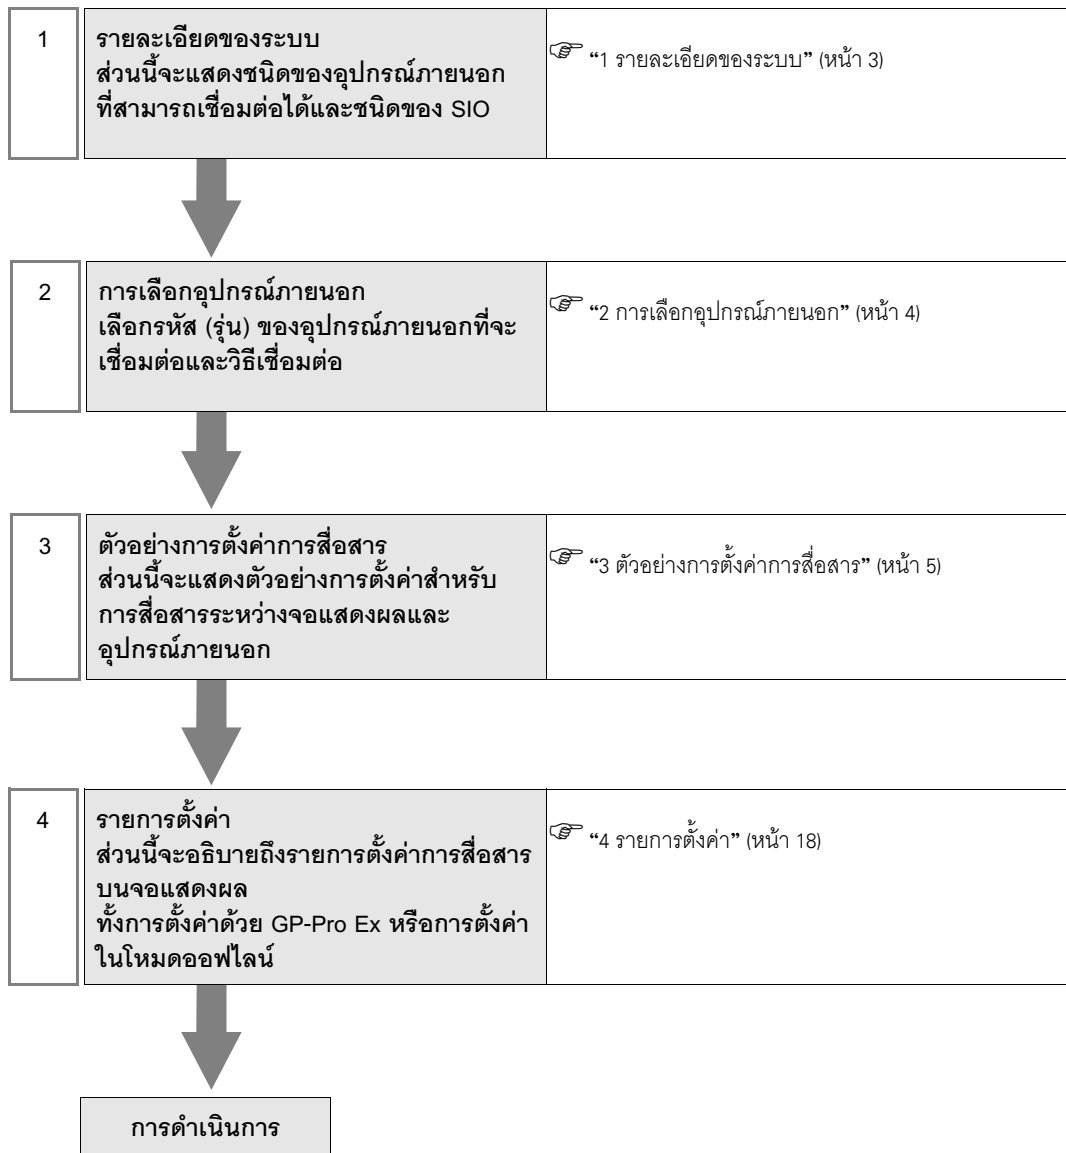 1
รายละเอียดของระบบ
ส่วนนี้จะแสดงชนิดของอุปกรณ์ภายนอก
ที่สามารถเชื่อมต่อได้และชนิดของ SIO
“1 รายละเอียดของระบบ” (หน้า 3)
2
การเลือกอุปกรณ์ภายนอก
เลือกรหัส (รุ่น) ของอุปกรณ์ภายนอกที่จะ
เชื่อมต่อและวิธีเชื่อมต่อ
“2 การเลือกอุปกรณ์ภายนอก” (หน้า 4)
3
ตัวอย่างการตั้งค่าการสื่อสาร
ส่วนนี้จะแสดงตัวอย่างการตั้งค่าสำหรับ
การสื่อสารระหว่างจอแสดงผลและ
อุปกรณ์ภายนอก
“3 ตัวอย่างการตั้งค่าการสื่อสาร” (หน้า 5)
4
รายการตั้งค่า
ส่วนนี้จะอธิบายถึงรายการตั้งค่าการสื่อสาร
บนจอแสดงผล
ทั้งการตั้งค่าด้วย GP-Pro Ex หรือการตั้งค่า
ในโหมดออฟไลน์
“4 รายการตั้งค่า” (หน้า 18)
การดำเนินการ